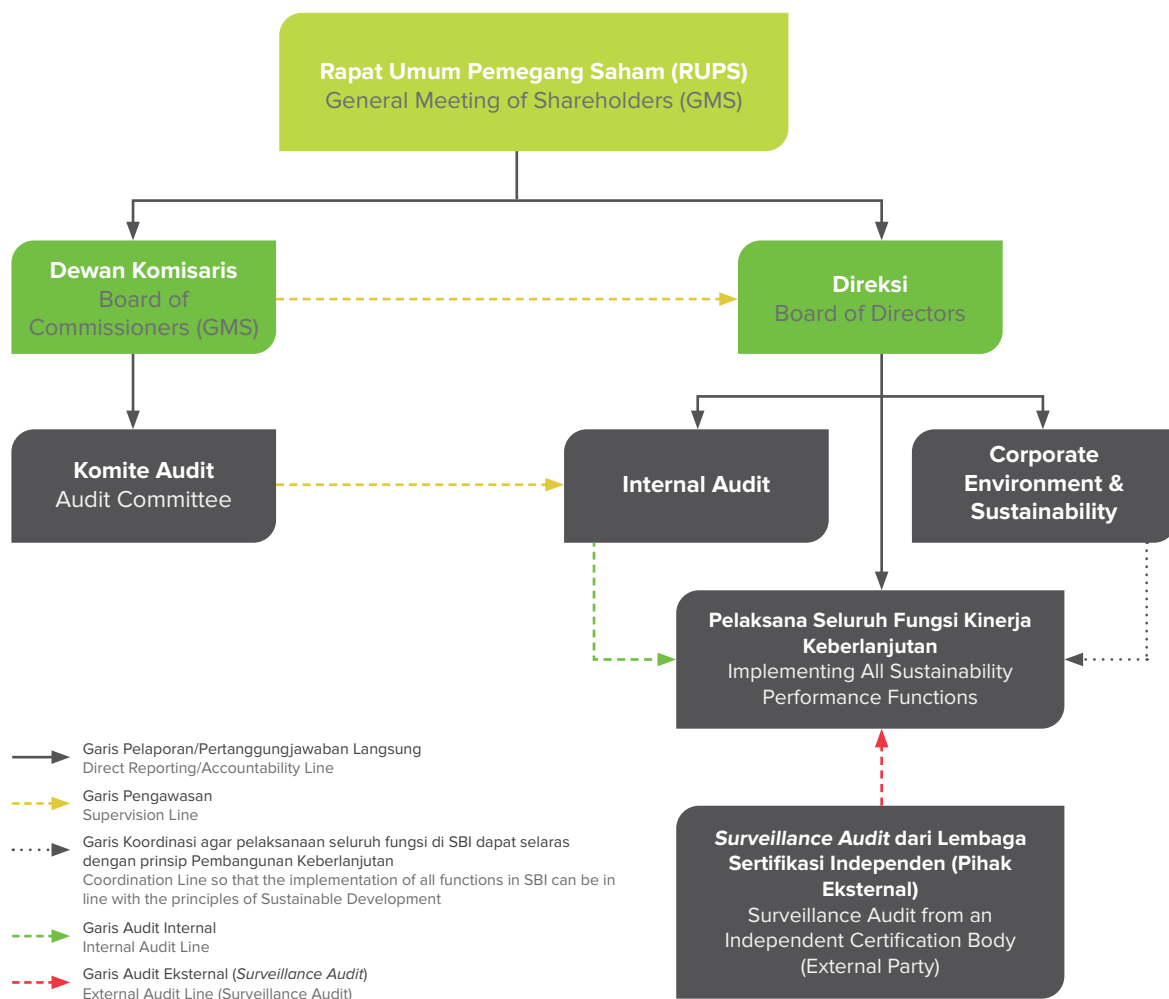 Rapat Umum Pemegang Saham (RUPS)
General Meeting of Shareholders (GMS)
Dewan Komisaris
Board of
Commissioners (GMS)
Direksi
Board of Directors
Komite Audit
Audit Committee
Internal Audit
Corporate
Environment &
Sustainability
Pelaksana Seluruh Fungsi Kinerja
Keberlanjutan
Implementing All Sustainability
Performance Functions
Garis Pelaporan/Pertanggungjawaban Langsung
Direct Reporting/Accountability Line
Garis Pengawasan
Supervision Line
Garis Koordinasi agar pelaksanaan seluruh fungsi di SBI dapat selaras
dengan prinsip Pembangunan Keberlanjutan
Coordination Line so that the implementation of all functions in SBI can be in
line with the principles of Sustainable Development
Garis Audit Internal
Internal Audit Line
Garis Audit Eksternal (Surveillance Audit)
External Audit Line (Surveillance Audit)
Surveillance Audit dari Lembaga
Sertifikasi Independen (Pihak
Eksternal)
Surveillance Audit from an
Independent Certification Body
(External Party)